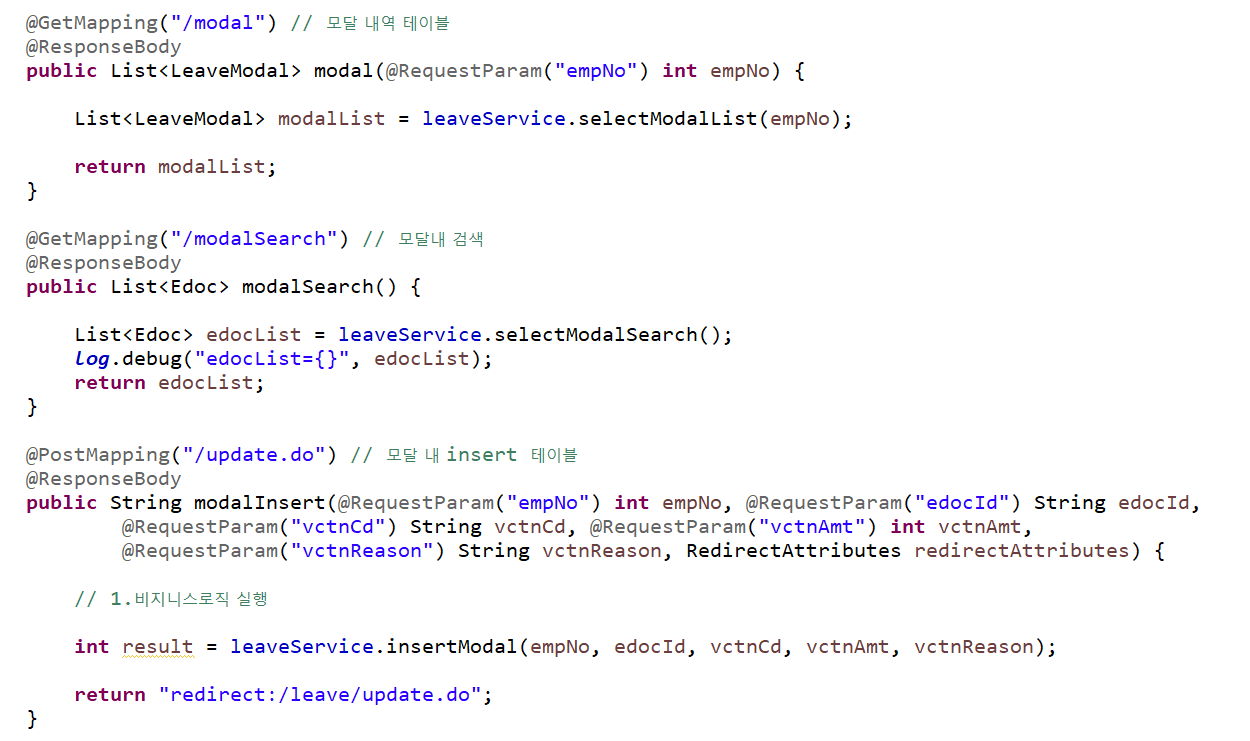 @GetMapping("/modal") // 모달 내역 테이블
@ResponseBody
public List<LeaveModal> modal(@RequestParam("empNo") int empNo) {
List<LeaveModal> modalList = leaveService.selectModalList(empNo);
return modalList;
}
@GetMapping("/modalSearch") // 모달내 검색
@ResponseBody
public List<Edoc> modalSearch() {
List<Edoc> edocList = leaveService.selectModalSearch();
log.debug("edocList={}", edocList);
return edocList;
}
@PostMapping("/update.do") // 모달 내 insert 테이블
@ResponseBody
public String modalInsert(@RequestParam("empNo") int empNo, @RequestParam("edocId") String edocId,
@RequestParam("vctnCd") String vctnCd, @RequestParam("vctnAmt") int vctnAmt,
@RequestParam("vctnReason") String vctnReason, RedirectAttributes redirectAttributes) {
// 1.비지니스로직 실행
int result = leaveService.insertModal(empNo, edocId, vctnCd, vctnAmt, vctnReason);
return "redirect:/leave/update.do";
}